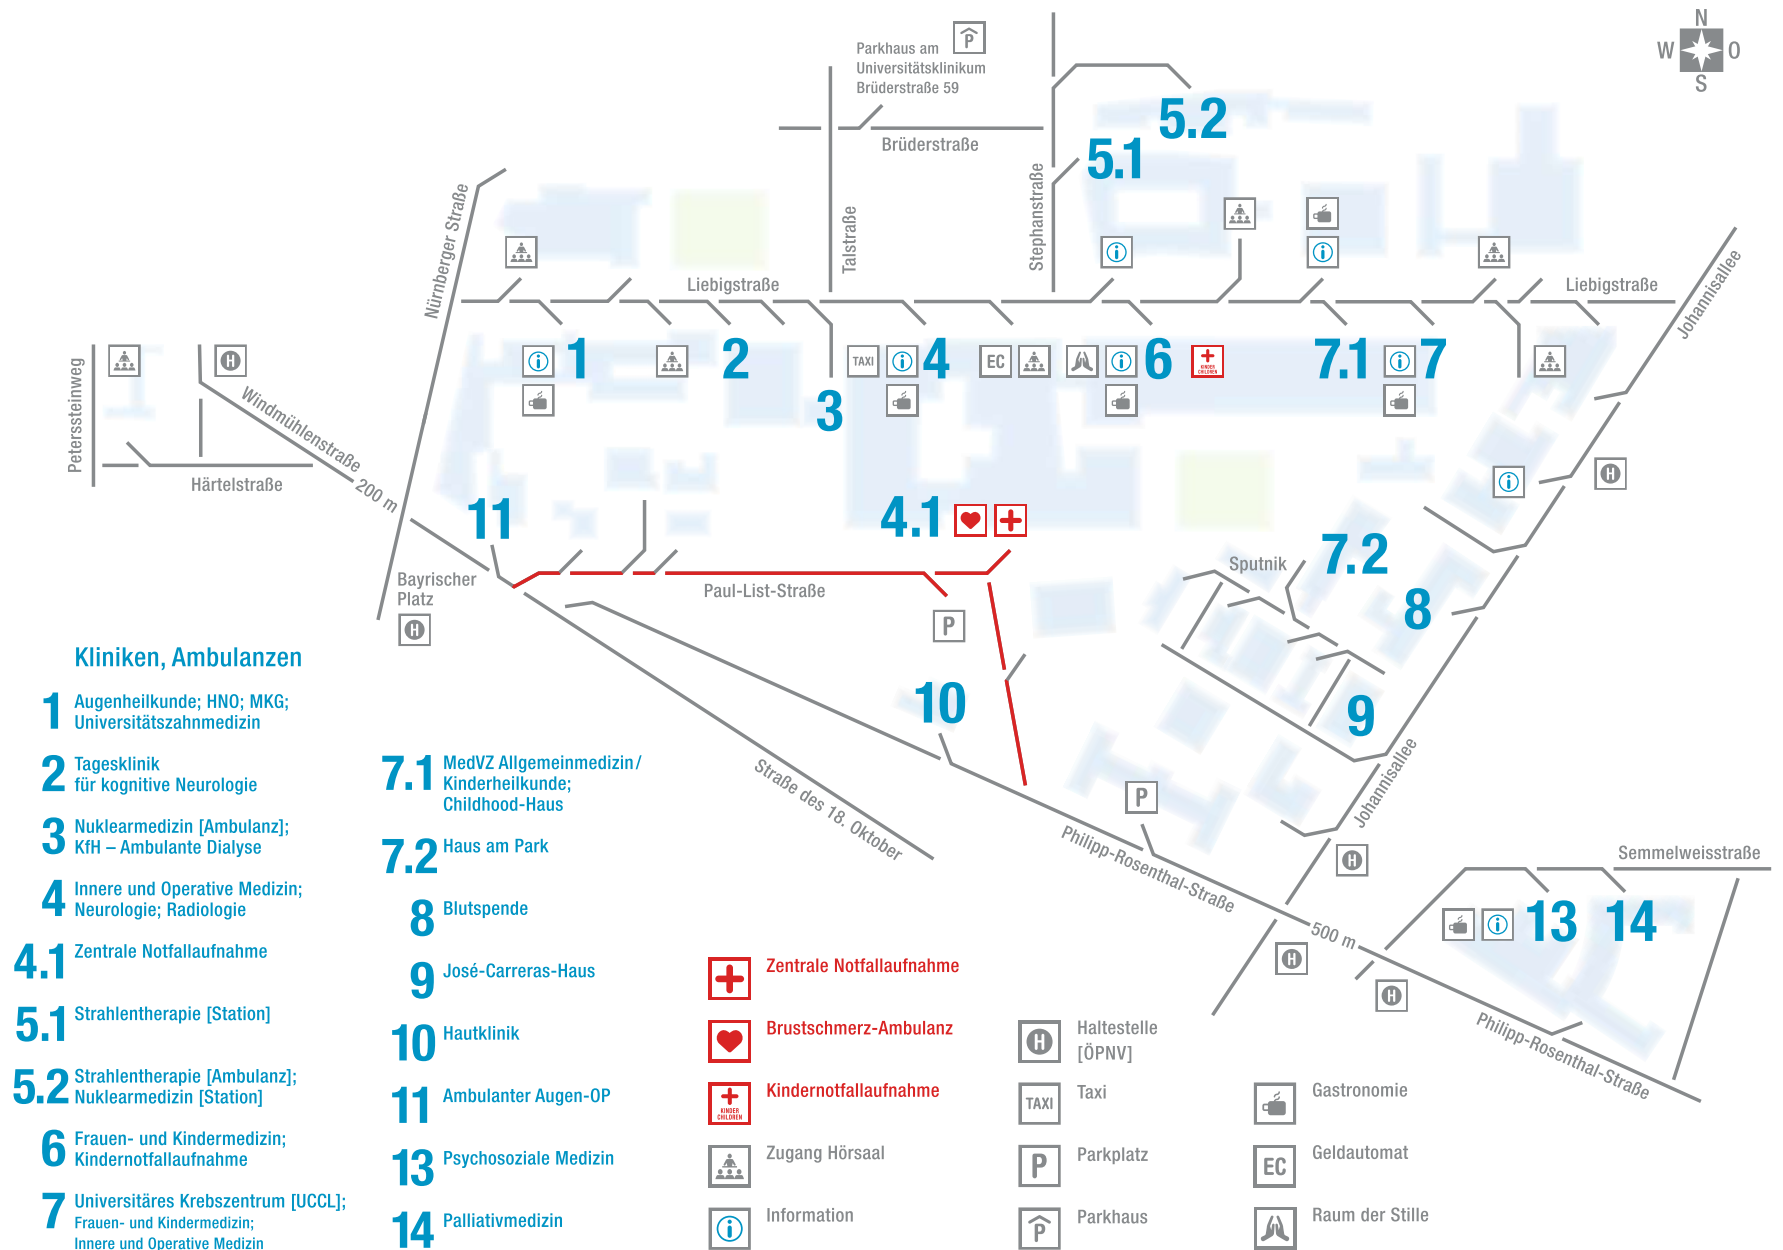 N
W O
S
Parkhaus am
Universitätsklinikum
Brüderstraße 59
P
Brüderstraße
5.2
5.1
Nürnberger Straße
Talstraße
Stephanstraße
Liebigstraße
Liebigstraße
Johannisallee
Peterssteinweg
H
Windmühlenstraße
200 m
Härtelstraße
1
2
3
TAXI
4
EC
6
KINDER
CHILDREN
7.1
7
H
11
4.1
Sputnik
7.2
8
Bayrischer
Platz
H
Paul-List-Straße
P
10
9
Straße des 18. Oktober
P
Johannisallee
H
Philipp-Rosenthal-Straße
500 m
H
H
Semmelweisstraße
13
14
Philipp-Rosenthal-Straße
Kliniken, Ambulanzen
1 Augenheilkunde; HNO; MKG;
Universitätszahnmedizin
2 Tagesklinik
für kognitive Neurologie
3 Nuklearmedizin [Ambulanz];
KfH – Ambulante Dialyse
4 Innere und Operative Medizin;
Neurologie; Radiologie
4.1 Zentrale Notfallaufnahme
5.1 Strahlentherapie [Station]
5.2 Strahlentherapie [Ambulanz];
Nuklearmedizin [Station]
6 Frauen- und Kindermedizin;
Kindernotfallaufnahme
7 Universitäres Krebszentrum [UCCL];
Frauen- und Kindermedizin;
Innere und Operative Medizin
7.1 MedVZ Allgemeinmedizin/
Kinderheilkunde;
Childhood-Haus
7.2 Haus am Park
8 Blutspende
9 José-Carreras-Haus
10 Hautklinik
11 Ambulanter Augen-OP
13 Psychosoziale Medizin
14 Palliativmedizin
Zentrale Notfallaufnahme
Brustschmerz-Ambulanz
KINDER
CHILDREN
Kindernotfallaufnahme
Zugang Hörsaal
Information
H Haltestelle
[ÖPNV]
TAXI Taxi
P Parkplatz
P Parkhaus
Gastronomie
EC Geldautomat
Raum der Stille